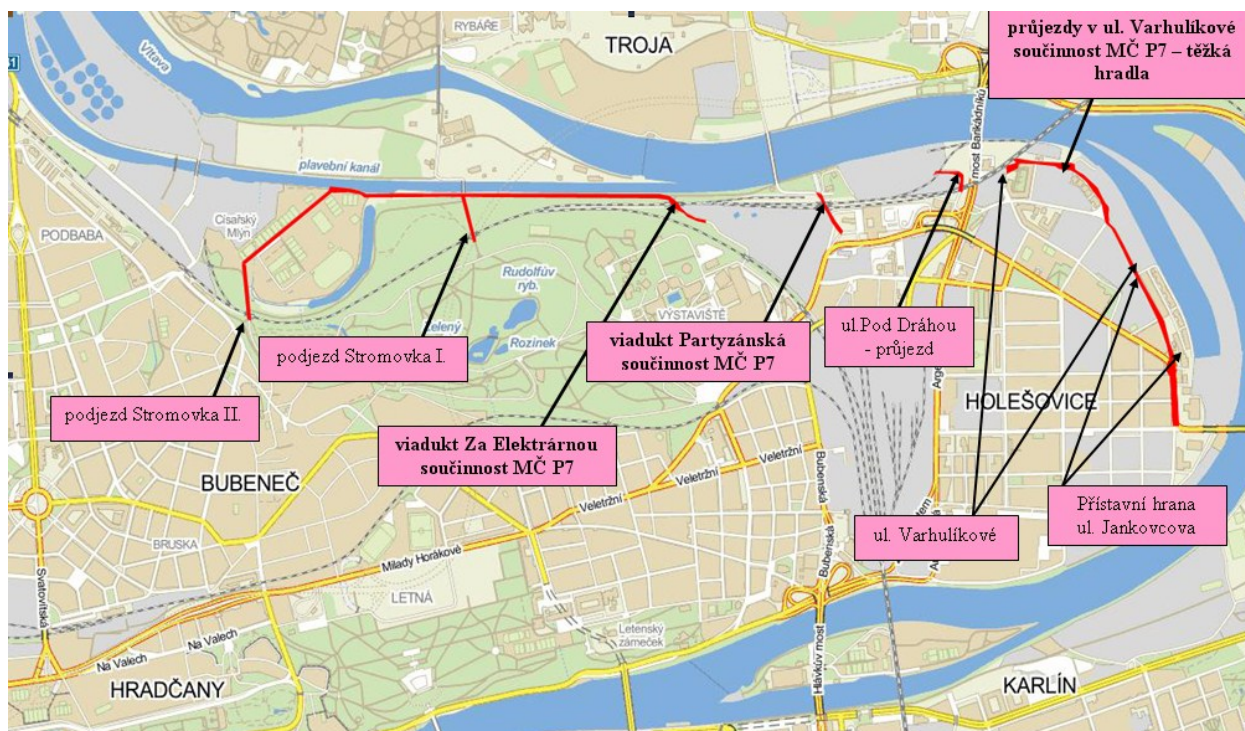 RYBÁŘE
TROJA
průjezdy v ul. Varhulíkové
součinnost MČ P7 – těžká
hradla
Vltava
most Barikádníků
plavební kanál
PODBABA
Císařský
Mlýn
Rudolfův
ryb.
Rozinek
VÝSTAVIŠTĚ
podjezd Stromovka I.
viadukt Partyzánská
součinnost MČ P7
ul.Pod Dráhou
- průjezd
podjezd Stromovka II.
HOLEŠOVICE
viadukt Za Elektrárnou
součinnost MČ P7
BUBENEČ
Veletržní
Veletržní
Veletržní
Bubenská
Bubenská
Přístavní hrana
ul. Jankovcova
ul. Varhulíkové
BRUSKA
Milady Horákové
Svatovítská
LETNÁ
Na Valech
Na Valech
Letenský
zámeček
Hlávkův most
HRADČANY
KARLÍN